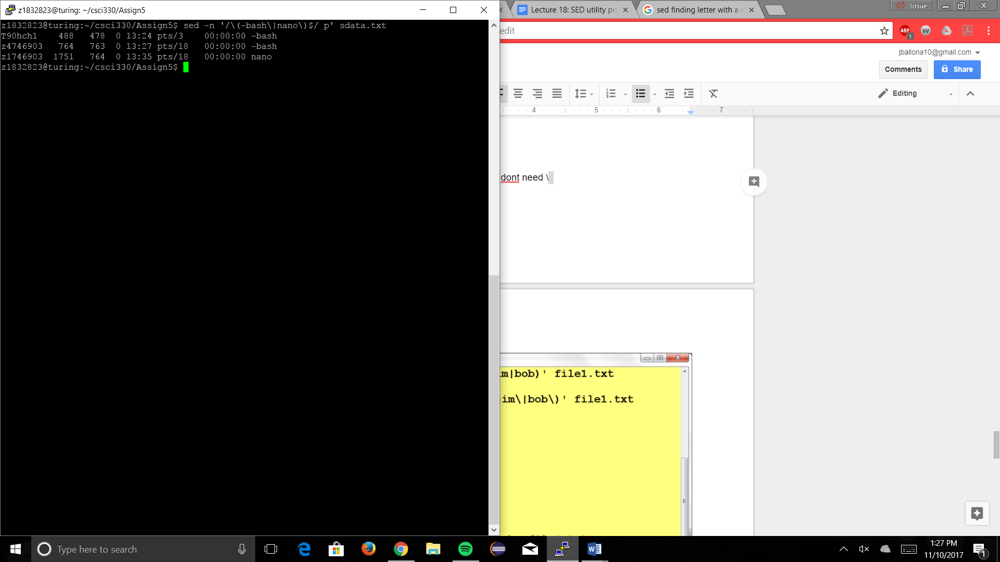 z1832823@turing: ~/csci330/Assign5
z1832823@turing:~/csci330/Assign5$ sed -n '/\(-bash\|nano\)$/ p' sdata.txt
T90hch1    488   478  0 13:24 pts/3    00:00:00 -bash
z4746903   764   763  0 13:27 pts/18   00:00:00 -bash
z1746903  1751   764  0 13:35 pts/18   00:00:00 nano
z1832823@turing:~/csci330/Assign5$
Lecture 18: SED utility pr
sed finding letter with a
Josue
edit
ABP
1
W
jballona10@gmail.com
Comments
Share
Editing
4 5 6 7
dont need \
m|bob)' file1.txt
im\|bob\)' file1.txt
Type here to search
1:27 PM
11/10/2017
1